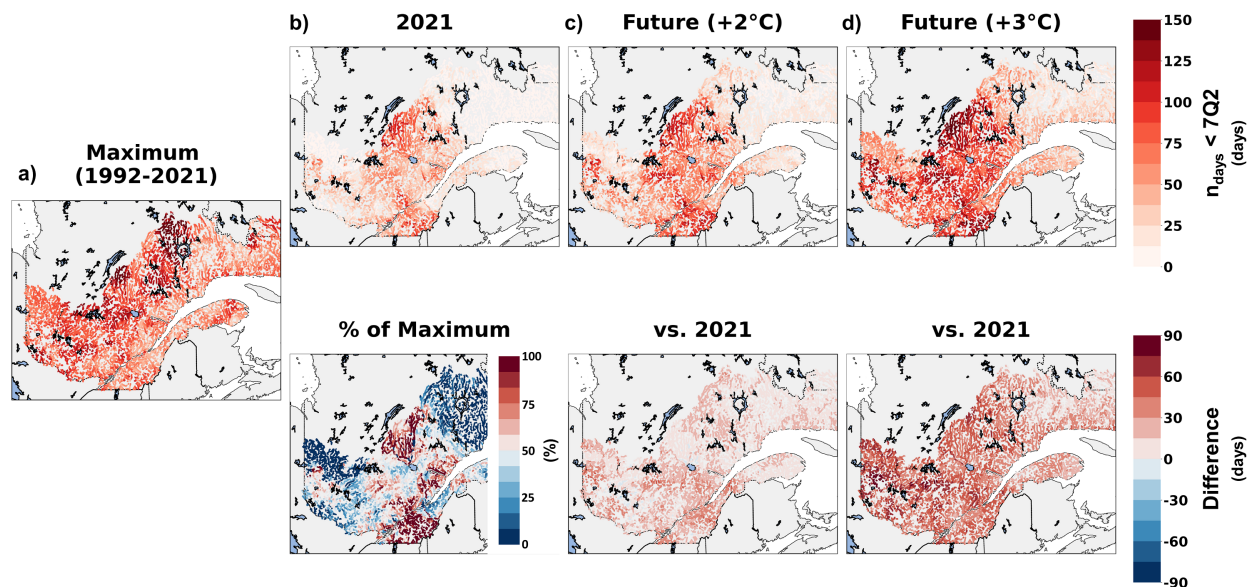 a)
Maximum
(1992-2021)
b)
2021
c)
Future (+2°C)
d)
Future (+3°C)
150
125
100
75
50
25
0
n_days < 7Q2
(days)
% of Maximum
100
75
50
25
0
(%)
vs. 2021
vs. 2021
90
60
30
0
-30
-60
-90
Difference
(days)